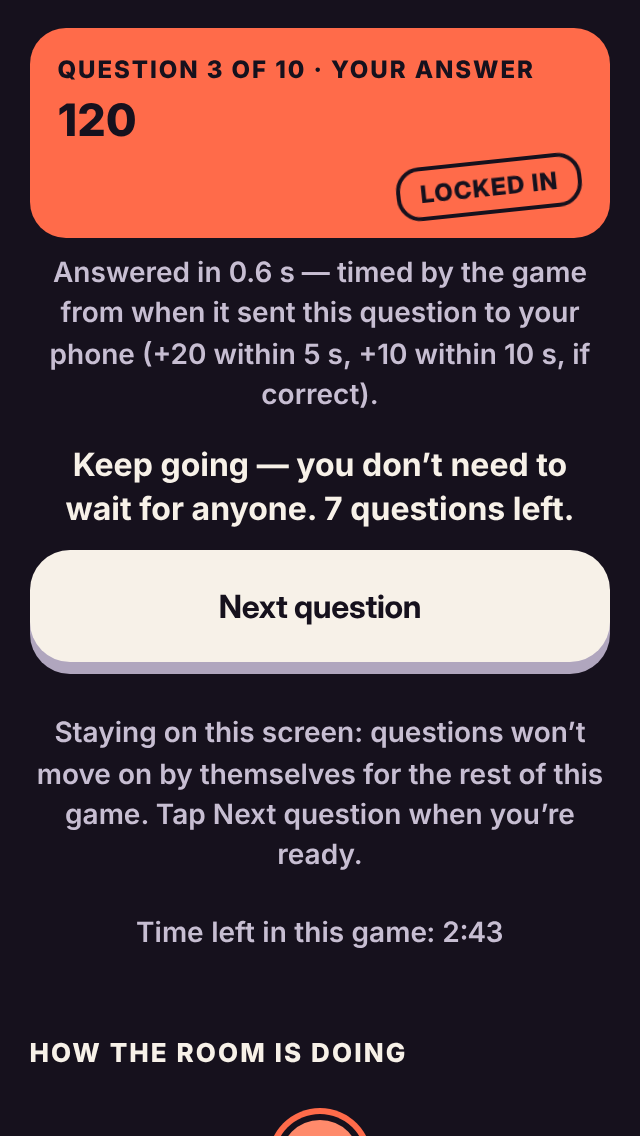 QUESTION 3 OF 10 · YOUR ANSWER
120
LOCKED IN
Answered in 0.6 s — timed by the game
from when it sent this question to your
phone (+20 within 5 s, +10 within 10 s, if
correct).
Keep going — you don’t need to
wait for anyone. 7 questions left.
Next question
Staying on this screen: questions won’t
move on by themselves for the rest of this
game. Tap Next question when you’re
ready.
Time left in this game: 2:43
HOW THE ROOM IS DOING